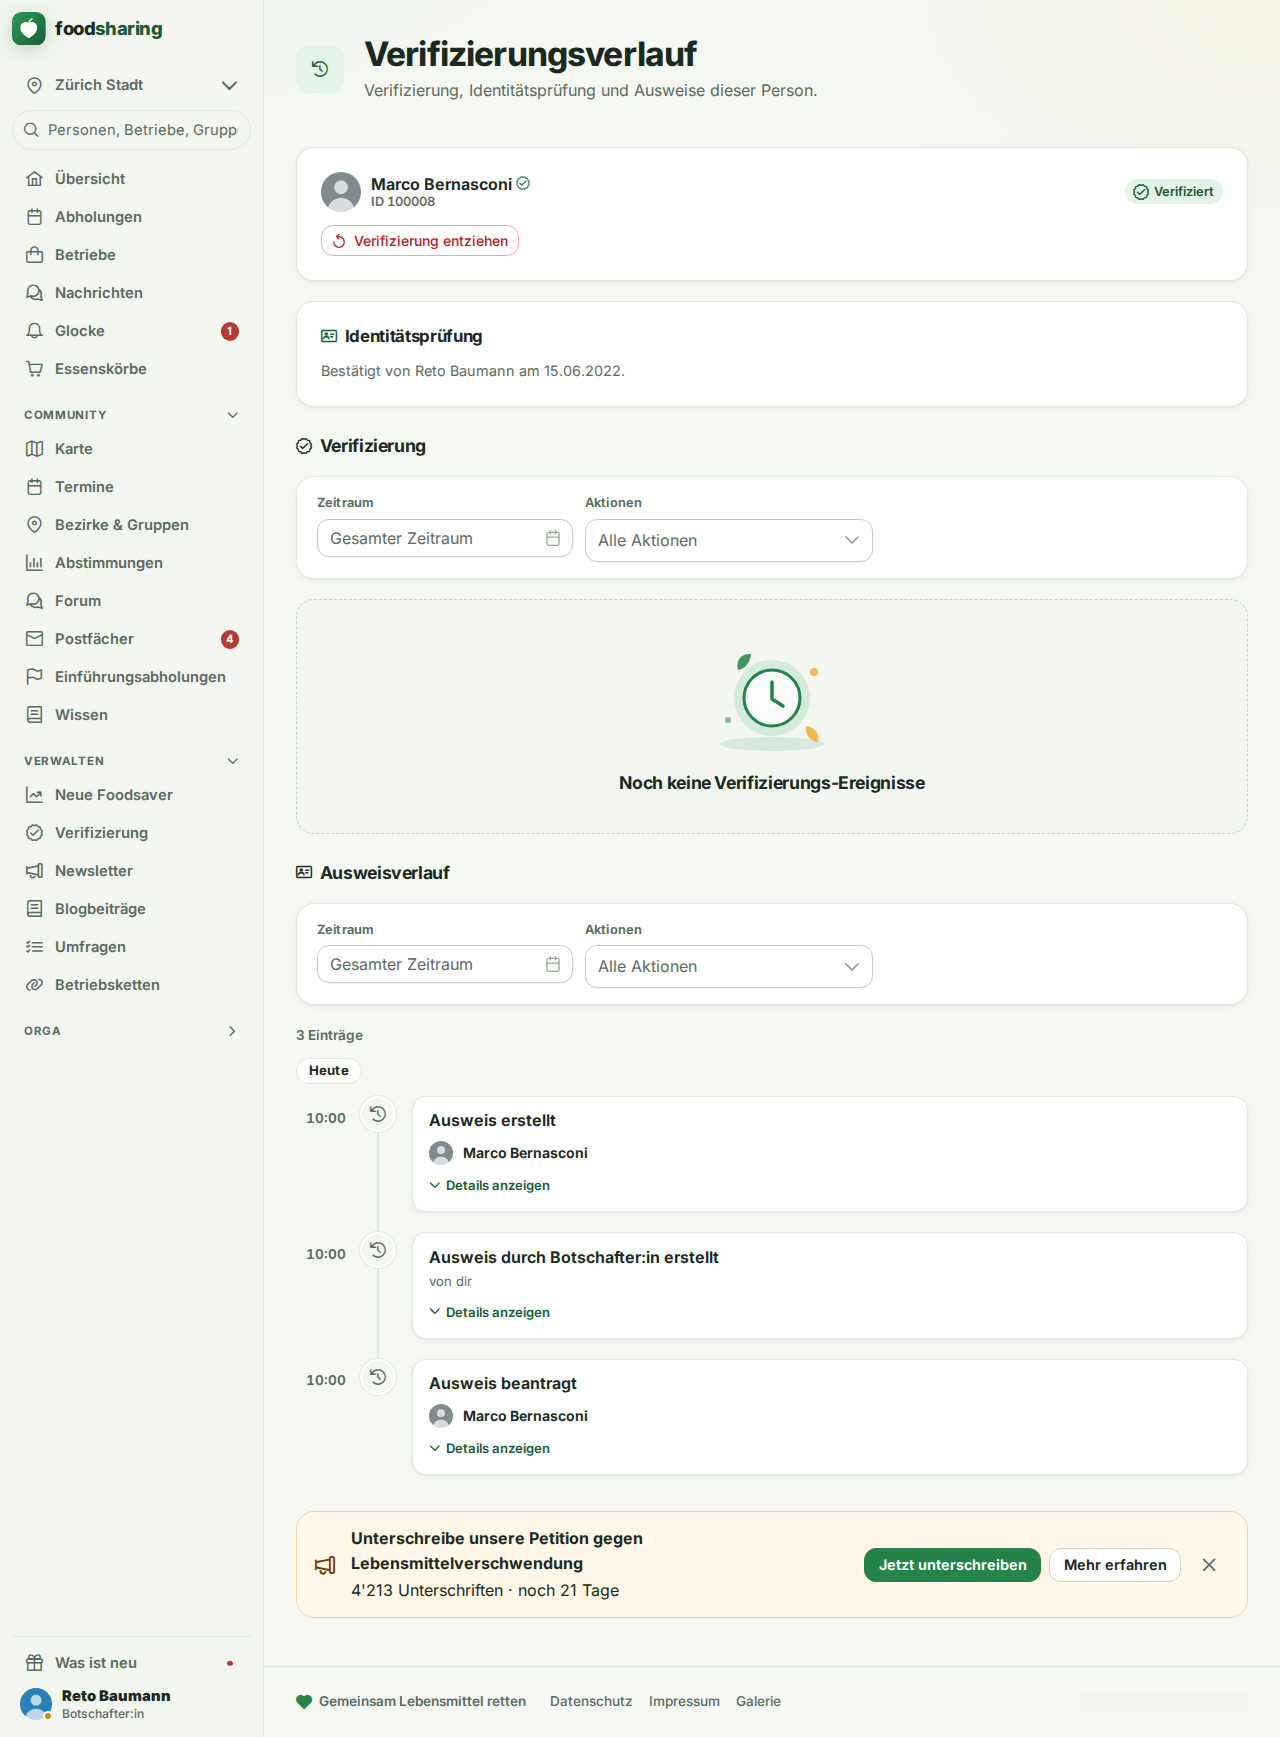 foodsharing
Zürich Stadt
Personen, Betriebe, Grupp
Übersicht
Abholungen
Betriebe
Nachrichten
Glocke 1
Essenskörbe
COMMUNITY
Karte
Termine
Bezirke & Gruppen
Abstimmungen
Forum
Postfächer 4
Einführungsabholungen
Wissen
VERWALTEN
Neue Foodsaver
Verifizierung
Newsletter
Blogbeiträge
Umfragen
Betriebsketten
ORGA
Was ist neu
Reto Baumann
Botschafter:in
Verifizierungsverlauf
Verifizierung, Identitätsprüfung und Ausweise dieser Person.
Marco Bernasconi
ID 100008
Verifiziert
Verifizierung entziehen
Identitätsprüfung
Bestätigt von Reto Baumann am 15.06.2022.
Verifizierung
Zeitraum Aktionen
Gesamter Zeitraum Alle Aktionen
Noch keine Verifizierungs-Ereignisse
Ausweisverlauf
Zeitraum Aktionen
Gesamter Zeitraum Alle Aktionen
3 Einträge
Heute
10:00 Ausweis erstellt
Marco Bernasconi
Details anzeigen
10:00 Ausweis durch Botschafter:in erstellt
von dir
Details anzeigen
10:00 Ausweis beantragt
Marco Bernasconi
Details anzeigen
Unterschreibe unsere Petition gegen
Lebensmittelverschwendung
4'213 Unterschriften · noch 21 Tage
Jetzt unterschreiben Mehr erfahren
Gemeinsam Lebensmittel retten Datenschutz Impressum Galerie